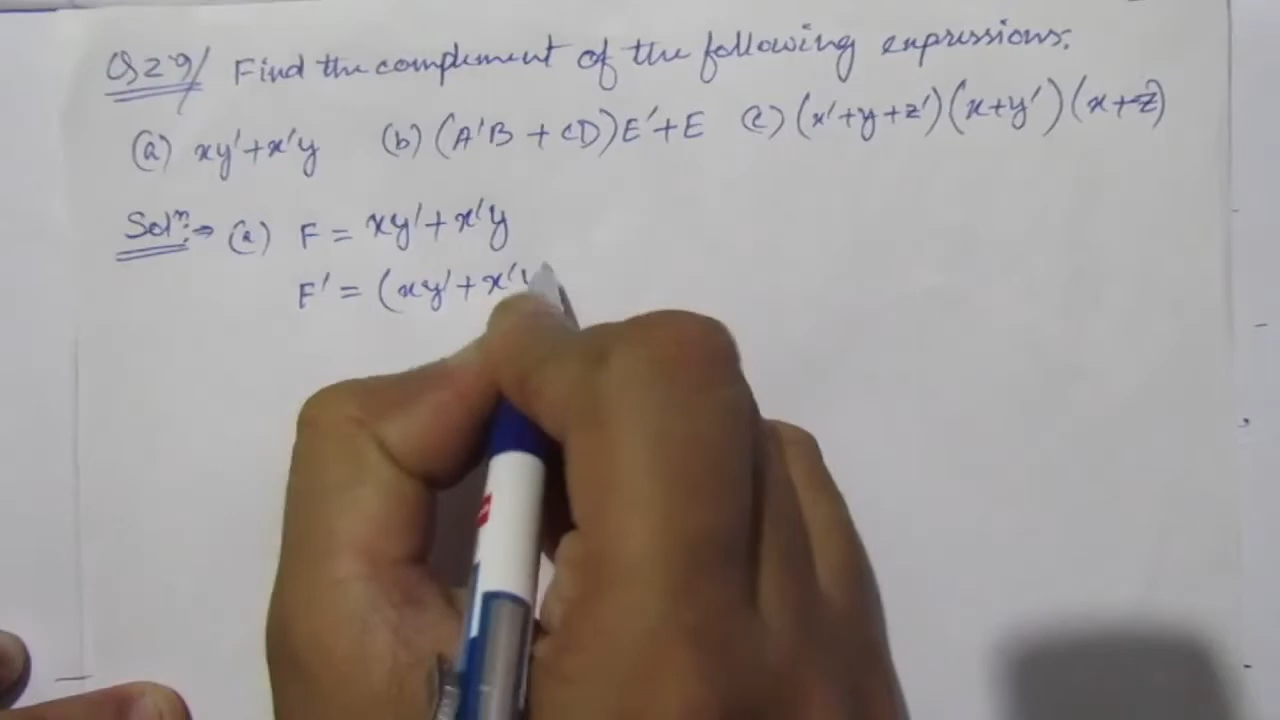 Q29/ Find the complement of the following expressions.
(a) xy'+x'y (b) (A'B + CD)E'+E (c) (x'+y+z')(x+y')(x+z)
Solⁿ:→ (a) F = xy'+x'y
F' = (xy'+x'y